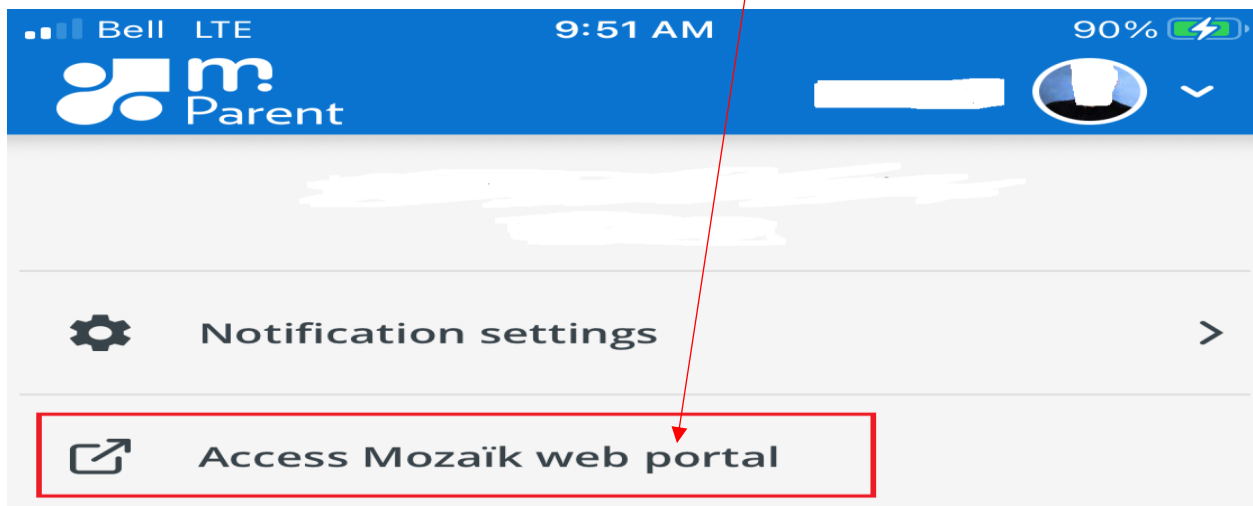 Bell LTE 9:51 AM 90%
m
Parent
Notification settings
Access Mozaïk web portal